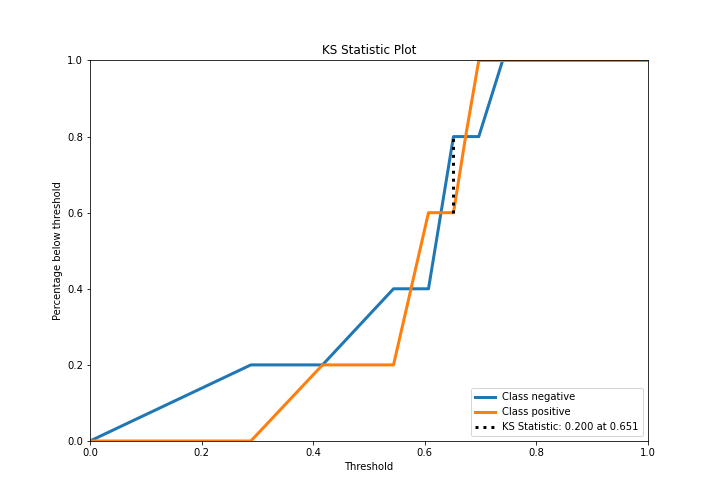 KS Statistic Plot
1.0
0.8
0.6
0.4
0.2
0.0
Percentage below threshold
0.0 0.2 0.4 0.6 0.8 1.0
Threshold
Class negative
Class positive
KS Statistic: 0.200 at 0.651